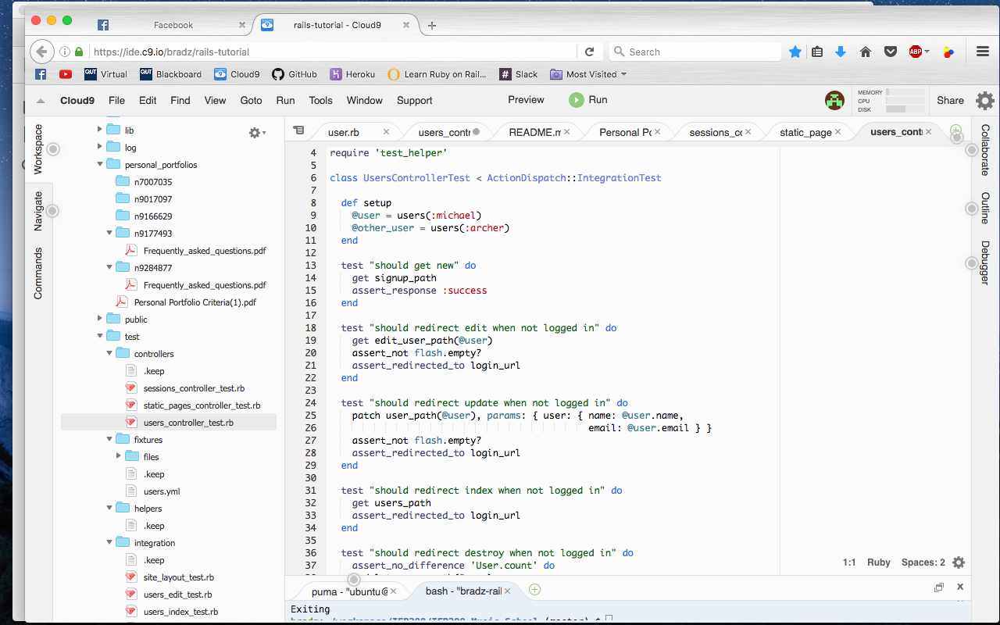 Facebook
rails-tutorial - Cloud9
https://ide.c9.io/bradz/rails-tutorial
Search
ABP
QUT Virtual
QUT Blackboard
Cloud9
GitHub
Heroku
Learn Ruby on Rail...
Slack
Most Visited
Cloud9 File Edit Find View Goto Run Tools Window Support
Preview
Run
MEMORY
CPU
DISK
Share
Workspace
Navigate
Commands
lib
log
personal_portfolios
n7007035
n9017097
n9166629
n9177493
Frequently_asked_questions.pdf
n9284877
Frequently_asked_questions.pdf
Personal Portfolio Criteria(1).pdf
public
test
controllers
.keep
sessions_controller_test.rb
static_pages_controller_test.rb
users_controller_test.rb
fixtures
files
.keep
users.yml
helpers
.keep
integration
.keep
site_layout_test.rb
users_edit_test.rb
users_index_test.rb
user.rb
users_contr
README.m
Personal Po
sessions_co
static_page
users_conti
4 require 'test_helper'
5
6 class UsersControllerTest < ActionDispatch::IntegrationTest
7
8 def setup
9 @user = users(:michael)
10 @other_user = users(:archer)
11 end
12
13 test "should get new" do
14 get signup_path
15 assert_response :success
16 end
17
18 test "should redirect edit when not logged in" do
19 get edit_user_path(@user)
20 assert_not flash.empty?
21 assert_redirected_to login_url
22 end
23
24 test "should redirect update when not logged in" do
25 patch user_path(@user), params: { user: { name: @user.name,
26 email: @user.email } }
27 assert_not flash.empty?
28 assert_redirected_to login_url
29 end
30
31 test "should redirect index when not logged in" do
32 get users_path
33 assert_redirected_to login_url
34 end
35
36 test "should redirect destroy when not logged in" do
37 assert_no_difference 'User.count' do
1:1 Ruby Spaces: 2
Collaborate
Outline
Debugger
puma - "ubuntu@
bash - "bradz-rail
Exiting